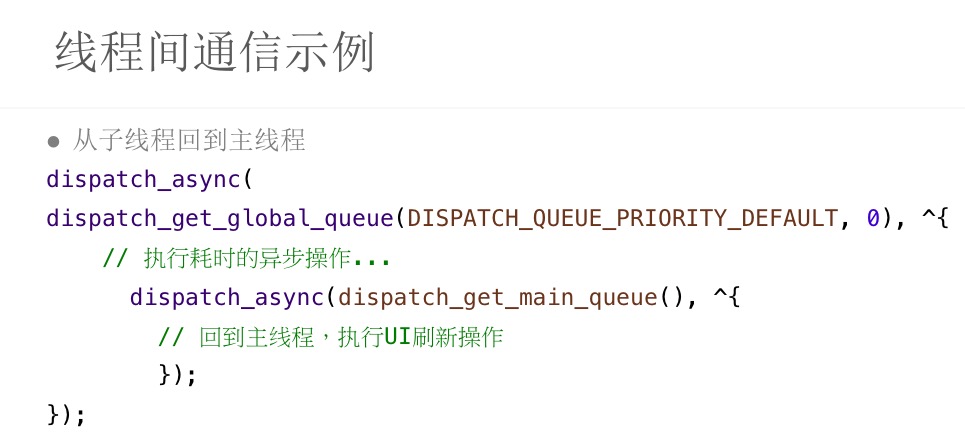 线程间通信示例
● 从子线程回到主线程
dispatch_async(
dispatch_get_global_queue(DISPATCH_QUEUE_PRIORITY_DEFAULT, 0), ^{
    // 执行耗时的异步操作...
      dispatch_async(dispatch_get_main_queue(), ^{
        // 回到主线程，执行UI刷新操作
        });
});